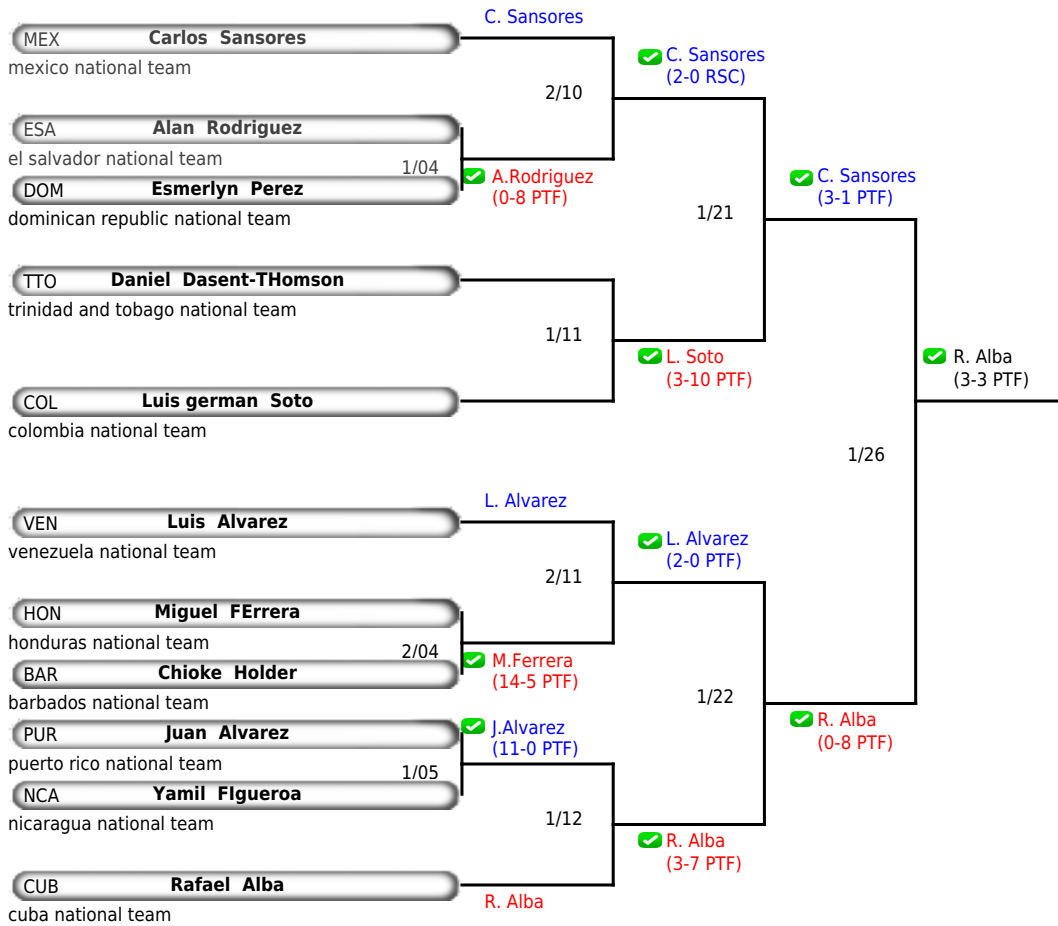 C. Sansores
MEX Carlos Sansores
mexico national team
2/10
C. Sansores
(2-0 RSC)
ESA Alan Rodriguez
el salvador national team
1/04
DOM Esmerlyn Perez
dominican republic national team
A.Rodriguez
(0-8 PTF)
1/21
C. Sansores
(3-1 PTF)
TTO Daniel Dasent-THomson
trinidad and tobago national team
1/11
L. Soto
(3-10 PTF)
COL Luis german Soto
colombia national team
R. Alba
(3-3 PTF)
1/26
L. Alvarez
VEN Luis Alvarez
venezuela national team
2/11
L. Alvarez
(2-0 PTF)
HON Miguel FErrera
honduras national team
2/04
BAR Chioke Holder
barbados national team
M.Ferrera
(14-5 PTF)
1/22
R. Alba
(0-8 PTF)
PUR Juan Alvarez
puerto rico national team
J.Alvarez
(11-0 PTF)
1/05
NCA Yamil FIgueroa
nicaragua national team
1/12
R. Alba
(3-7 PTF)
CUB Rafael Alba
cuba national team
R. Alba